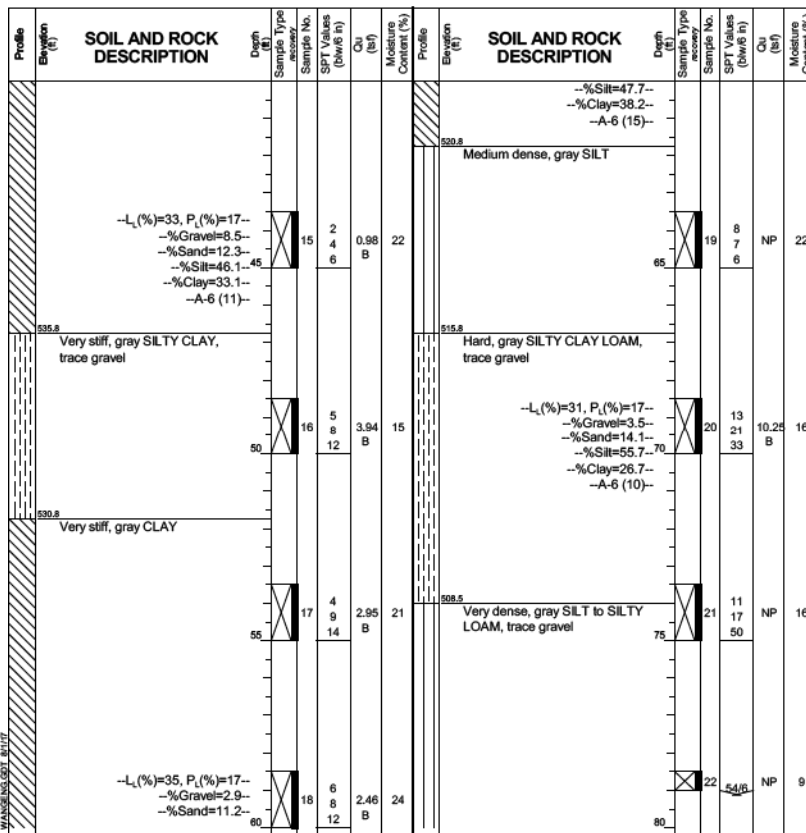 Profile
Elevation (ft)
SOIL AND ROCK DESCRIPTION
Depth (ft)
Sample Type
recovery
Sample No.
SPT Values (blw/6 in)
Qu (tsf)
Moisture Content (%)
--LL(%)=33, PL(%)=17--
--%Gravel=8.5--
--%Sand=12.3--
--%Silt=46.1--
--%Clay=33.1--
--A-6 (11)--
45
15
2
4
6
0.98
B
22
535.8
Very stiff, gray SILTY CLAY,
trace gravel
50
16
5
8
12
3.94
B
15
530.8
Very stiff, gray CLAY
55
17
4
9
14
2.95
B
21
--LL(%)=35, PL(%)=17--
--%Gravel=2.9--
--%Sand=11.2--
60
18
6
8
12
2.46
B
24
Profile
Elevation (ft)
SOIL AND ROCK DESCRIPTION
Depth (ft)
Sample Type
recovery
Sample No.
SPT Values (blw/6 in)
Qu (tsf)
Moisture Content (%)
--%Silt=47.7--
--%Clay=38.2--
--A-6 (15)--
520.8
Medium dense, gray SILT
65
19
8
7
6
NP
22
515.8
Hard, gray SILTY CLAY LOAM,
trace gravel
--LL(%)=31, PL(%)=17--
--%Gravel=3.5--
--%Sand=14.1--
--%Silt=55.7--
--%Clay=26.7--
--A-6 (10)--
70
20
13
21
33
10.25
B
16
508.5
Very dense, gray SILT to SILTY
LOAM, trace gravel
75
21
11
17
50
NP
16
80
22
54/6
NP
9
WANGENG.GDT 8/1/17